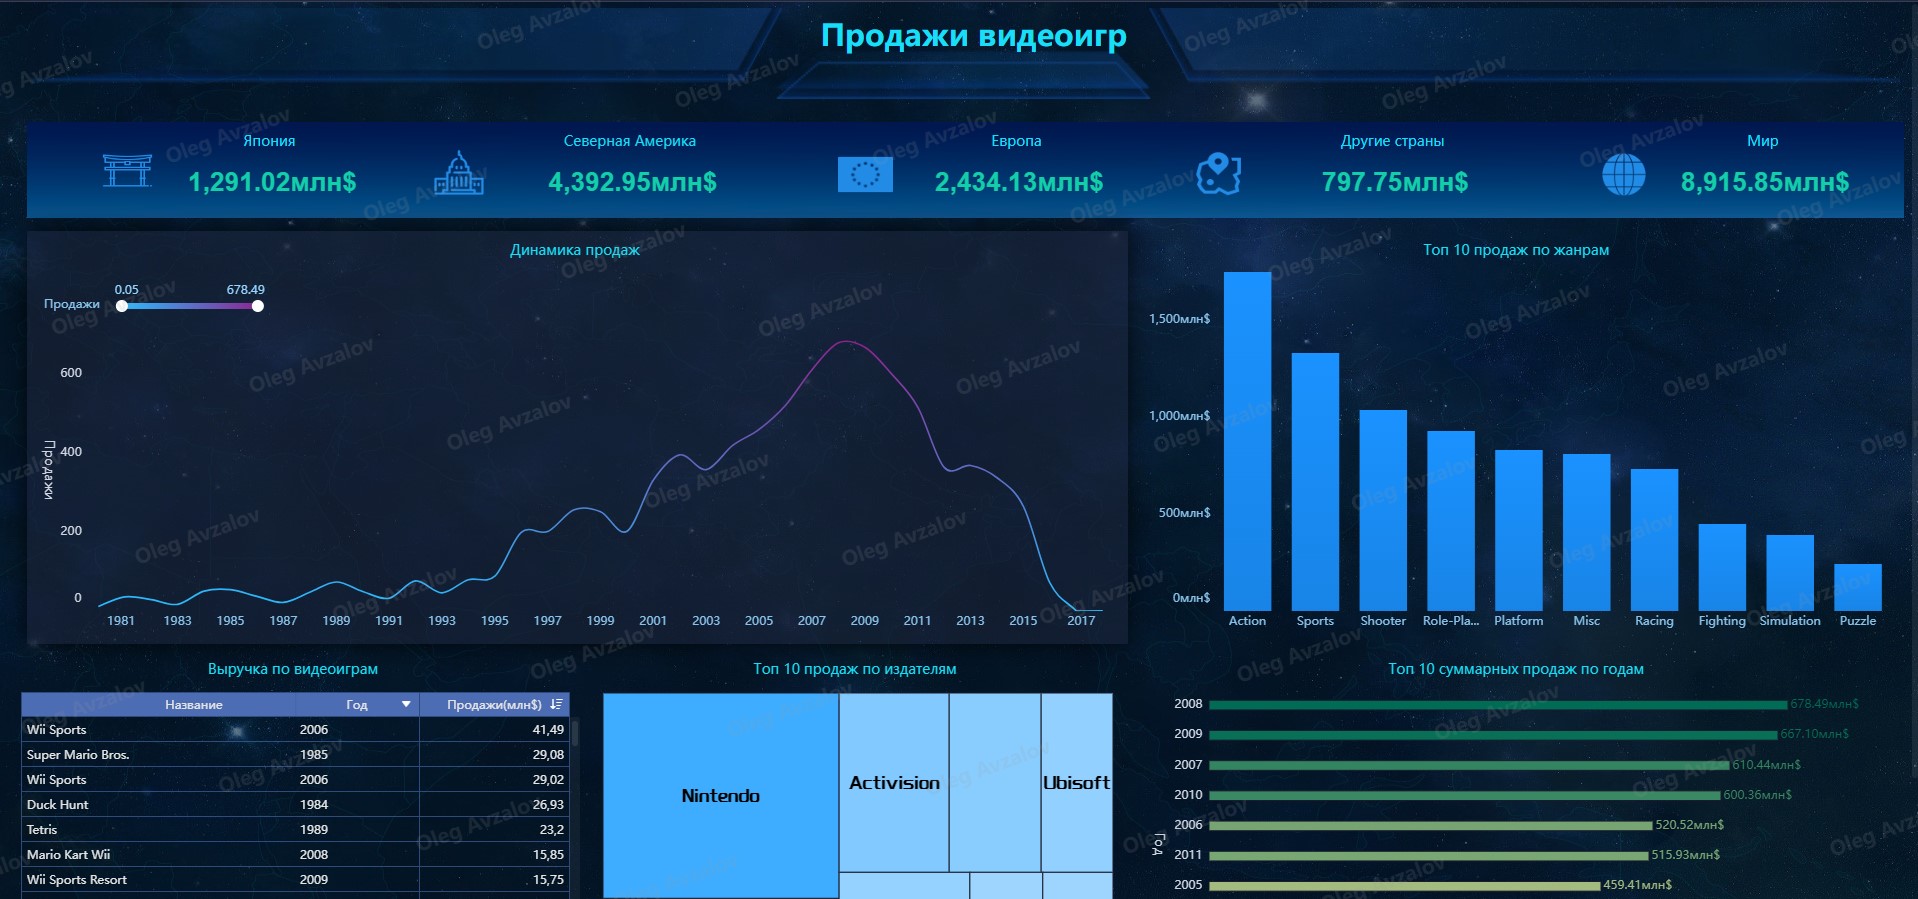 Продажи видеоигр
Япония
1,291.02млн$
Северная Америка
4,392.95млн$
Европа
2,434.13млн$
Другие страны
797.75млн$
Мир
8,915.85млн$
Динамика продаж
Продажи
0.05
678.49
Продажи
600
400
200
0
1981 1983 1985 1987 1989 1991 1993 1995 1997 1999 2001 2003 2005 2007 2009 2011 2013 2015 2017
Топ 10 продаж по жанрам
1,500млн$
1,000млн$
500млн$
0млн$
Action Sports Shooter Role-Pla... Platform Misc Racing Fighting Simulation Puzzle
Выручка по видеоиграм
Название Год Продажи(млн$)
Wii Sports 2006 41,49
Super Mario Bros. 1985 29,08
Wii Sports 2006 29,02
Duck Hunt 1984 26,93
Tetris 1989 23,2
Mario Kart Wii 2008 15,85
Wii Sports Resort 2009 15,75
Топ 10 продаж по издателям
Nintendo
Activision
Ubisoft
Топ 10 суммарных продаж по годам
Год
2008 678.49млн$
2009 667.10млн$
2007 610.44млн$
2010 600.36млн$
2006 520.52млн$
2011 515.93млн$
2005 459.41млн$
Oleg Avzalov